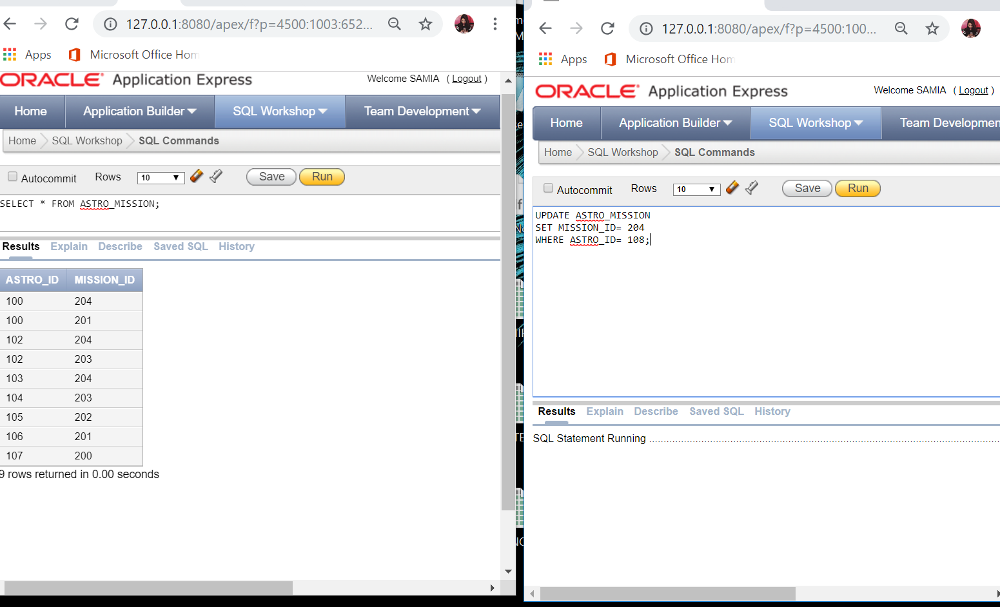 127.0.0.1:8080/apex/f?p=4500:1003:652...
Apps Microsoft Office Hom
ORACLE Application Express
Welcome SAMIA ( Logout )
Home Application Builder SQL Workshop Team Development
Home SQL Workshop SQL Commands
Autocommit Rows 10 Save Run
SELECT * FROM ASTRO_MISSION;
Results Explain Describe Saved SQL History
ASTRO_ID MISSION_ID
100 204
100 201
102 204
102 203
103 204
104 203
105 202
106 201
107 200
9 rows returned in 0.00 seconds
127.0.0.1:8080/apex/f?p=4500:100...
Apps Microsoft Office Hom
ORACLE Application Express
Welcome SAMIA ( Logout )
Home Application Builder SQL Workshop Team Developmen
Home SQL Workshop SQL Commands
Autocommit Rows 10 Save Run
UPDATE ASTRO_MISSION
SET MISSION_ID= 204
WHERE ASTRO_ID= 108;
Results Explain Describe Saved SQL History
SQL Statement Running